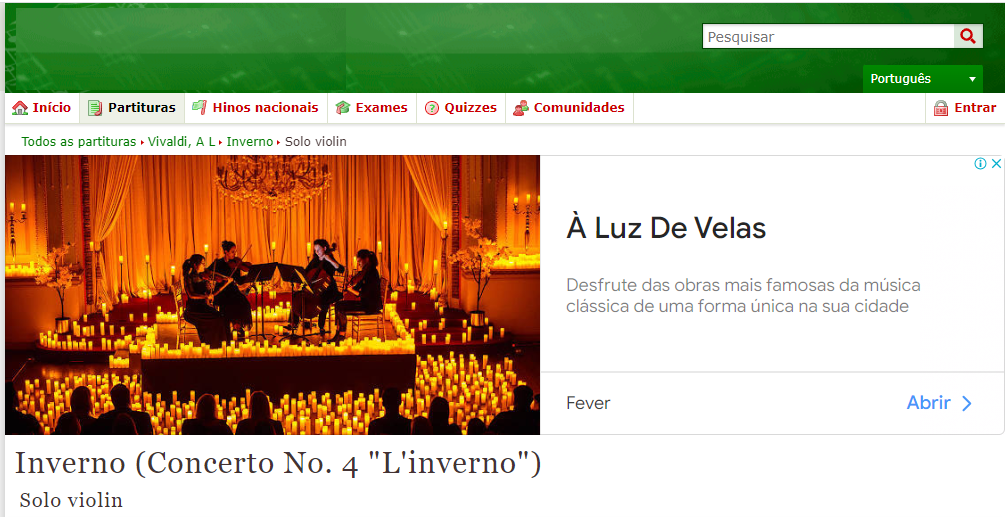 Pesquisar
Português
Início Partituras Hinos nacionais Exames Quizzes Comunidades Entrar
Todos as partituras Vivaldi, A L Inverno Solo violin
À Luz De Velas
Desfrute das obras mais famosas da música
clássica de uma forma única na sua cidade
Fever Abrir
Inverno (Concerto No. 4 "L'inverno")
Solo violin